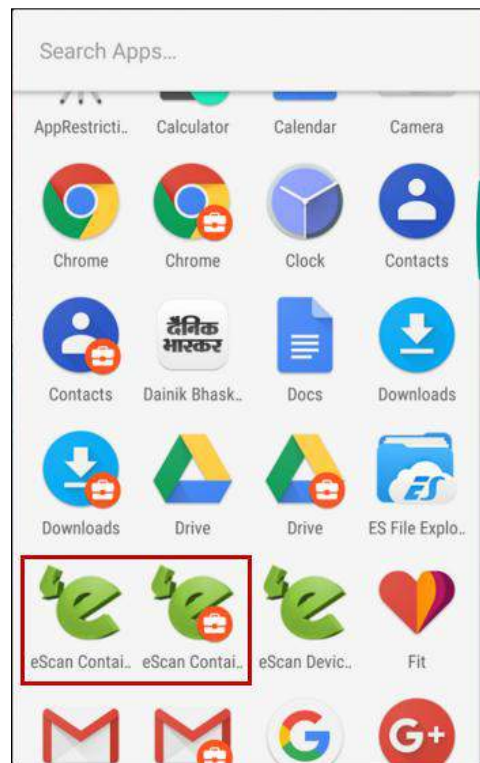 Search Apps...
AppRestricti.. Calculator Calendar Camera
Chrome Chrome Clock Contacts
दैनिक
भास्कर
Contacts Dainik Bhask.. Docs Downloads
ES
Downloads Drive Drive ES File Explo..
eScan Contai.. eScan Contai.. eScan Devic.. Fit
G+